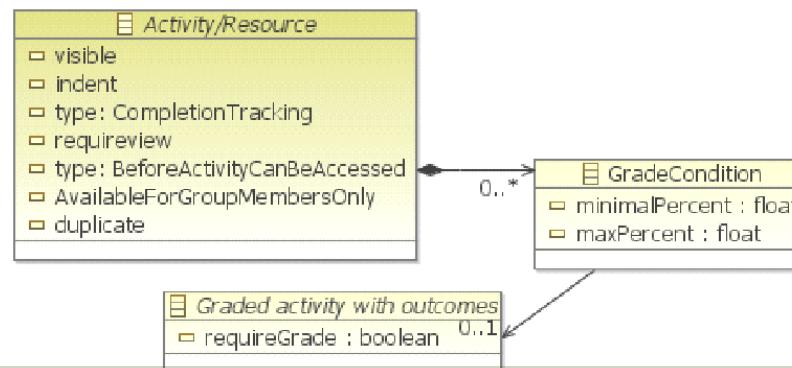 Activity/Resource
visible
indent
type: CompletionTracking
requireview
type: BeforeActivityCanBeAccessed
AvailableForGroupMembersOnly
duplicate
0..*
GradeCondition
minimalPercent : float
maxPercent : float
Graded activity with outcomes
requireGrade : boolean
0..1